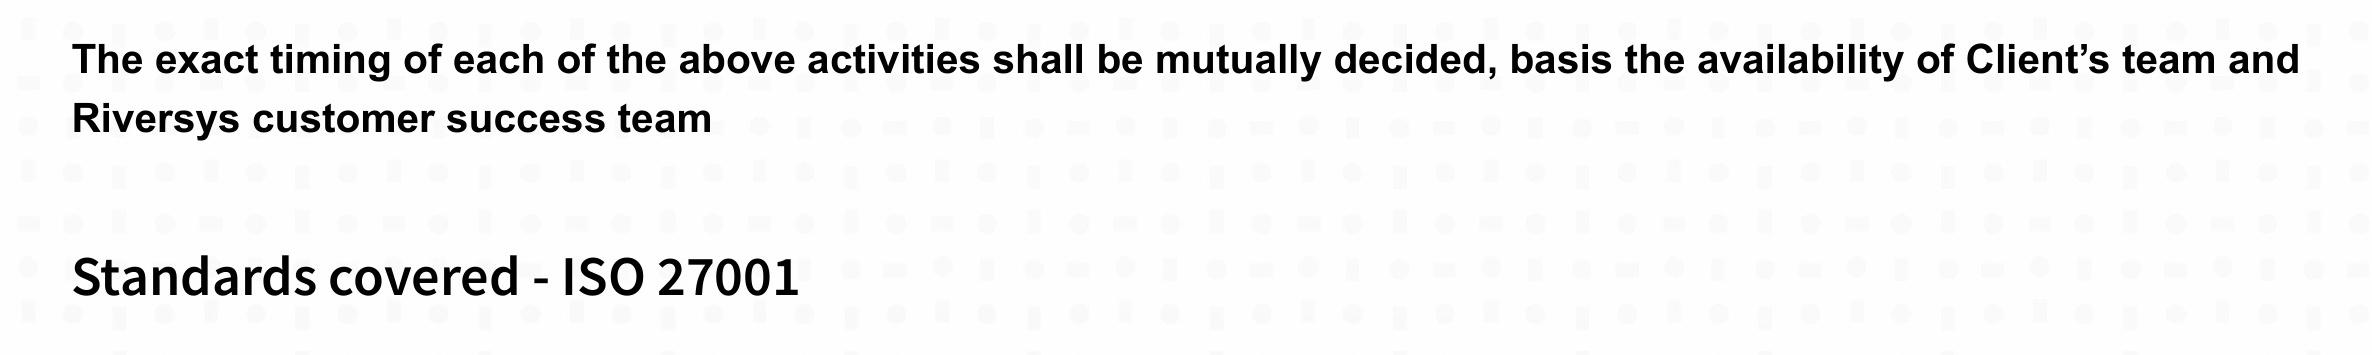 The exact timing of each of the above activities shall be mutually decided, basis the availability of Client’s team and
Riversys customer success team
Standards covered - ISO 27001